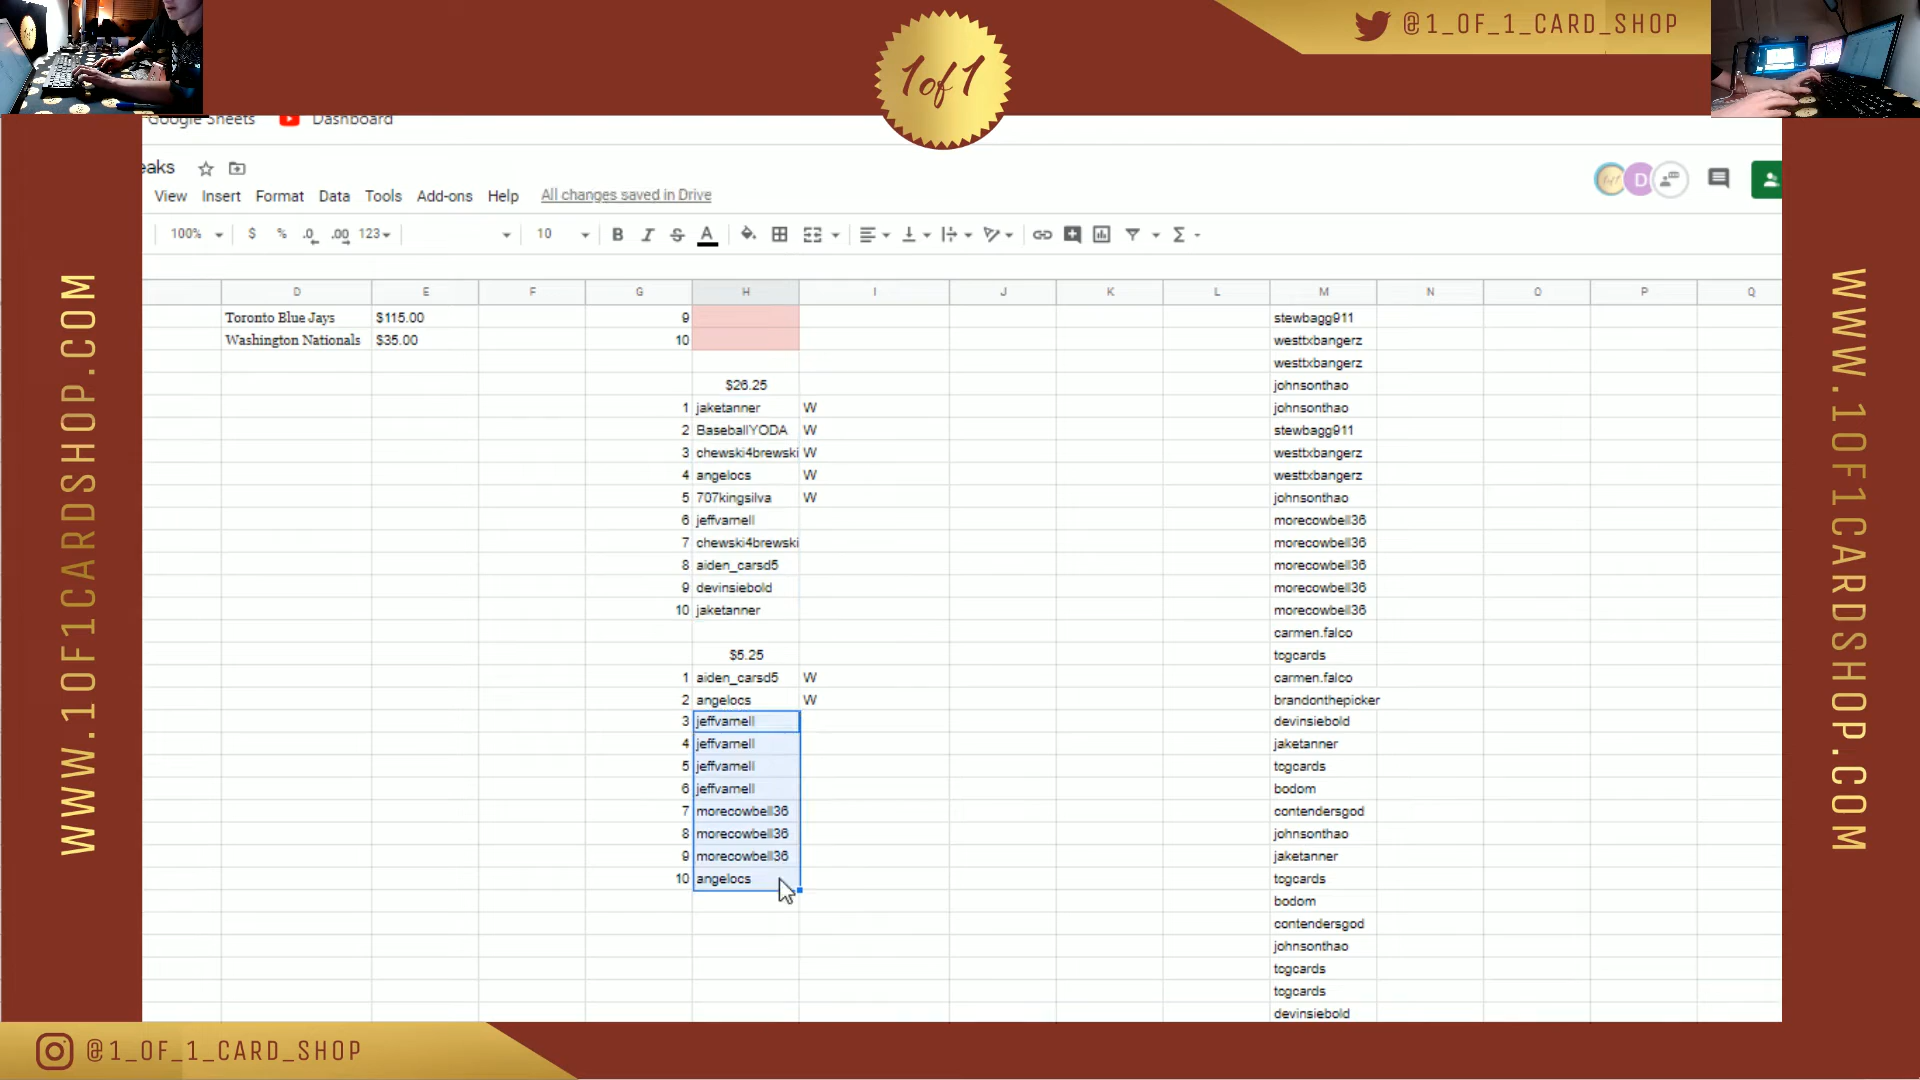 @1_OF_1_CARD_SHOP
1of1
Google Sheets Dashboard
eaks
View Insert Format Data Tools Add-ons Help All changes saved in Drive
D
100% $ % .0 .00 123 10 B I S A
D E F G H I J K L M N O P Q
Toronto Blue Jays $115.00 9 stewbagg911
Washington Nationals $35.00 10 westtxbangerz
westtxbangerz
$26.25 johnsonthao
1 jaketanner W johnsonthao
2 BaseballYODA W stewbagg911
3 chewski4brewski W westtxbangerz
4 angelocs W westtxbangerz
5 707kingsilva W johnsonthao
6 jeffvarnell morecowbell36
7 chewski4brewski morecowbell36
8 aiden_carsd5 morecowbell36
9 devinsiebold morecowbell36
10 jaketanner morecowbell36
carmen.falco
$5.25 togcards
1 aiden_carsd5 W carmen.falco
2 angelocs W brandonthepicker
3 jeffvarnell devinsiebold
4 jeffvarnell jaketanner
5 jeffvarnell togcards
6 jeffvarnell bodom
7 morecowbell36 contendersgod
8 morecowbell36 johnsonthao
9 morecowbell36 jaketanner
10 angelocs togcards
bodom
contendersgod
johnsonthao
togcards
togcards
devinsiebold
WWW.1OF1CARDSHOP.COM
WWW.1OF1CARDSHOP.COM
@1_OF_1_CARD_SHOP